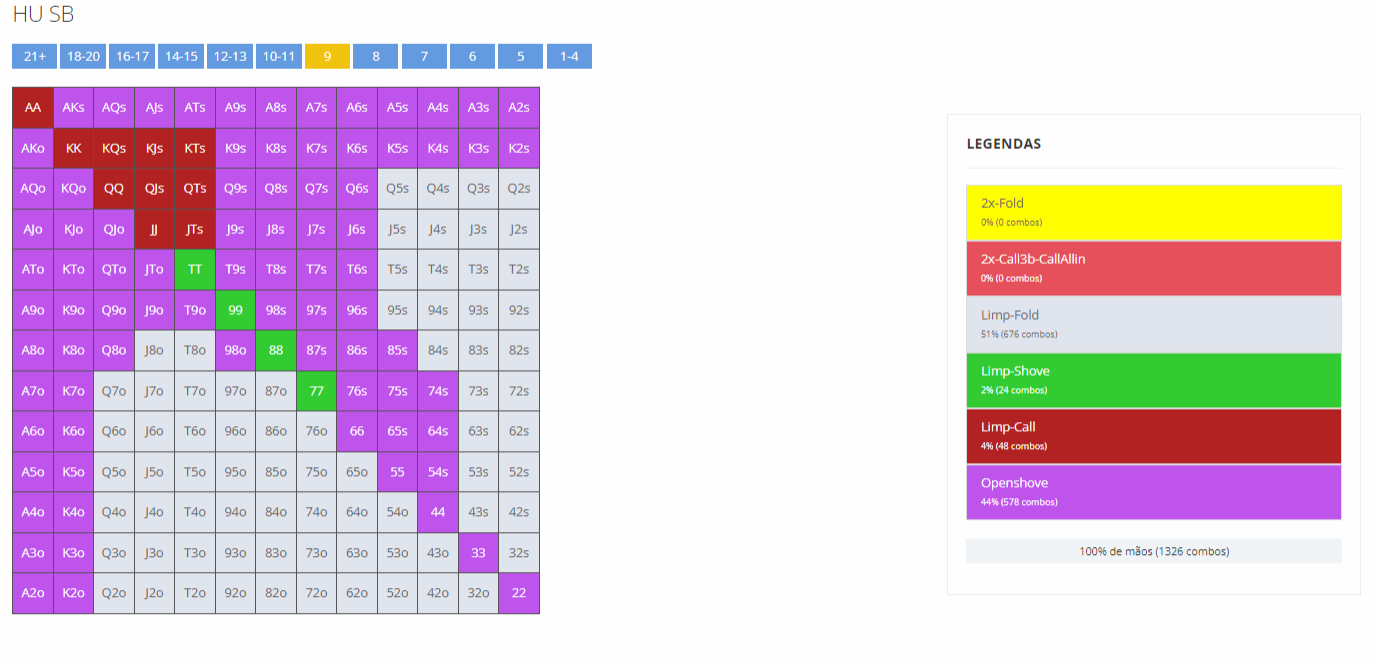 HU SB
21+ 18-20 16-17 14-15 12-13 10-11 9 8 7 6 5 1-4
AA AKs AQs AJs ATs A9s A8s A7s A6s A5s A4s A3s A2s
AKo KK KQs KJs KTs K9s K8s K7s K6s K5s K4s K3s K2s
AQo KQo QQ QJs QTs Q9s Q8s Q7s Q6s Q5s Q4s Q3s Q2s
AJo KJo QJo JJ JTs J9s J8s J7s J6s J5s J4s J3s J2s
ATo KTo QTo JTo TT T9s T8s T7s T6s T5s T4s T3s T2s
A9o K9o Q9o J9o T9o 99 98s 97s 96s 95s 94s 93s 92s
A8o K8o Q8o J8o T8o 98o 88 87s 86s 85s 84s 83s 82s
A7o K7o Q7o J7o T7o 97o 87o 77 76s 75s 74s 73s 72s
A6o K6o Q6o J6o T6o 96o 86o 76o 66 65s 64s 63s 62s
A5o K5o Q5o J5o T5o 95o 85o 75o 65o 55 54s 53s 52s
A4o K4o Q4o J4o T4o 94o 84o 74o 64o 54o 44 43s 42s
A3o K3o Q3o J3o T3o 93o 83o 73o 63o 53o 43o 33 32s
A2o K2o Q2o J2o T2o 92o 82o 72o 62o 52o 42o 32o 22
LEGENDAS
2x-Fold
0% (0 combos)
2x-Call3b-CallAllin
0% (0 combos)
Limp-Fold
51% (676 combos)
Limp-Shove
2% (24 combos)
Limp-Call
4% (48 combos)
Openshove
44% (578 combos)
100% de mãos (1326 combos)